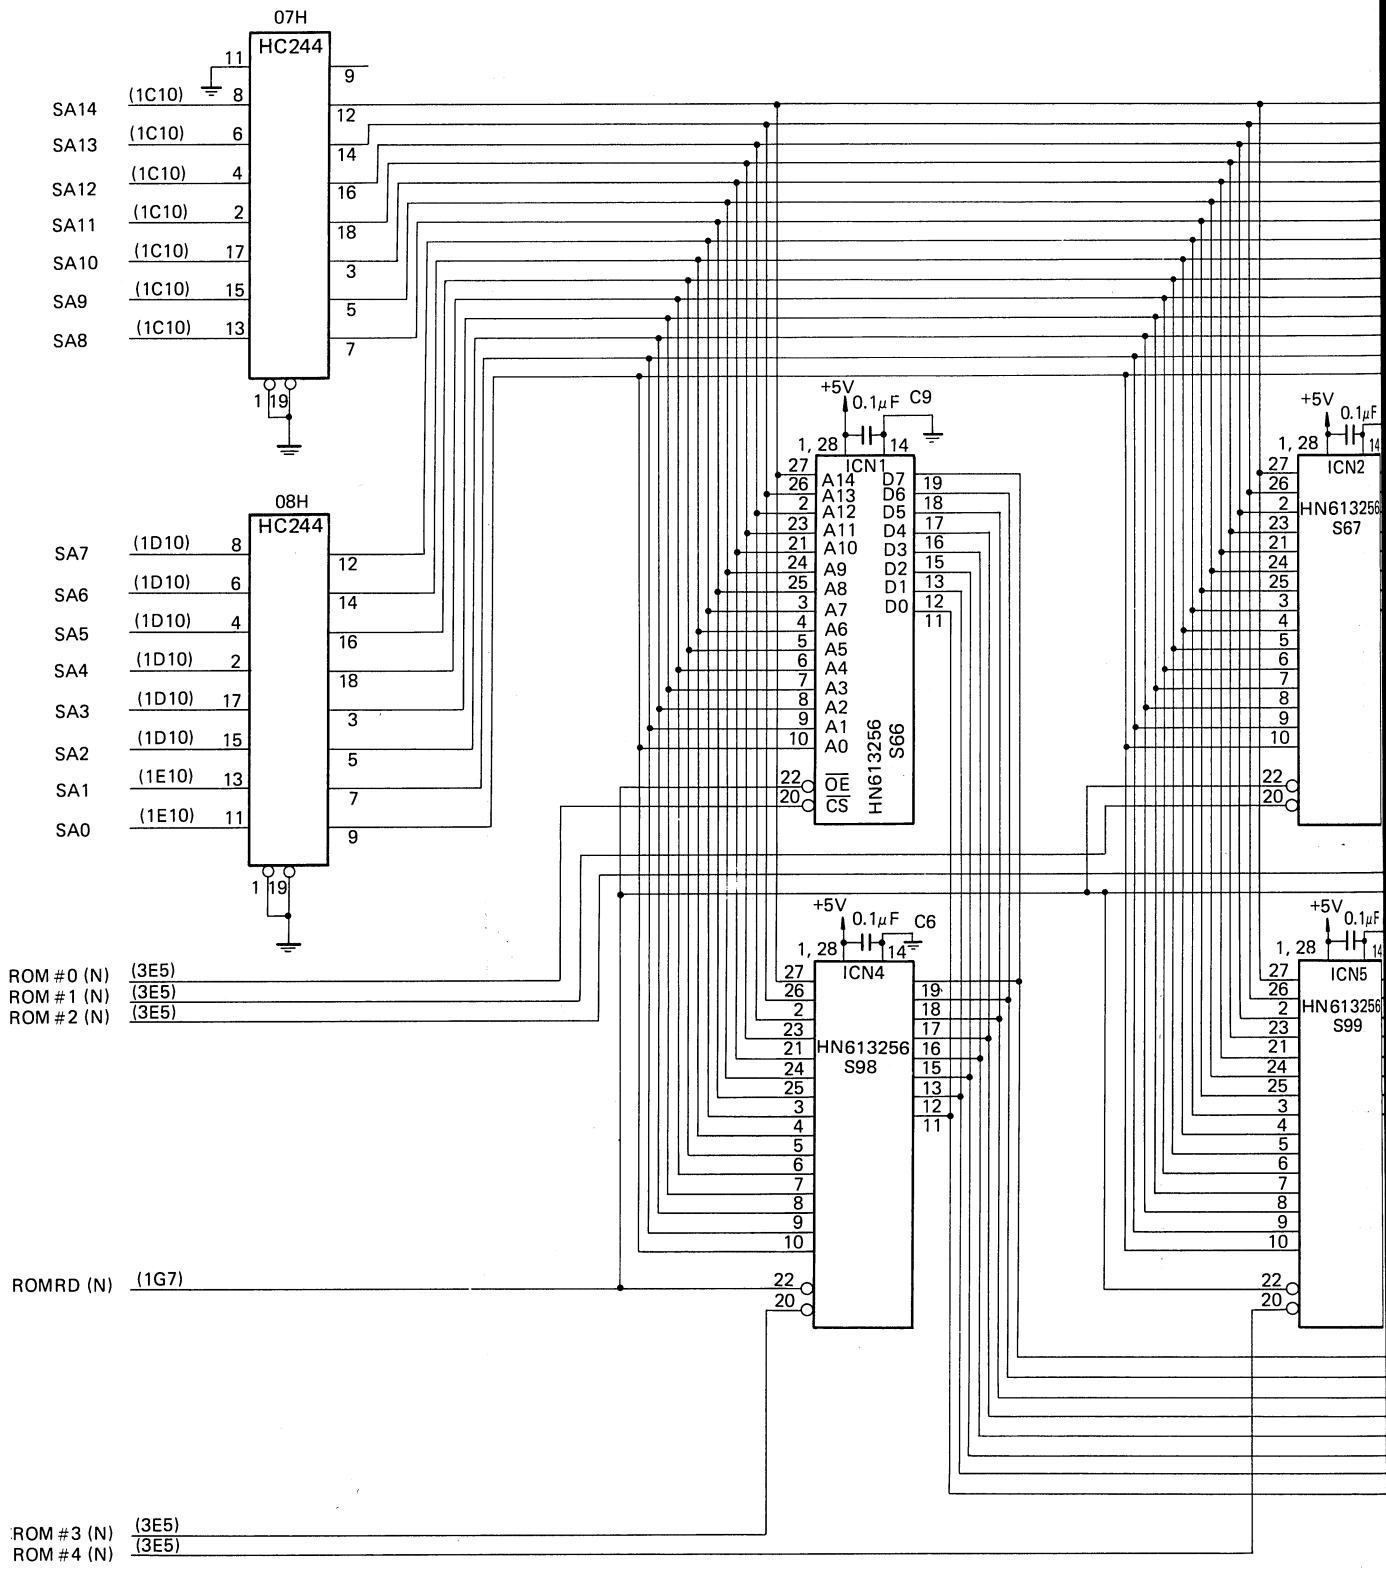 07H
HC244
11
9
SA14 (1C10) 8
12
SA13 (1C10) 6
14
SA12 (1C10) 4
16
SA11 (1C10) 2
18
SA10 (1C10) 17
3
SA9 (1C10) 15
5
SA8 (1C10) 13
7
1 19
08H
HC244
SA7 (1D10) 8
12
SA6 (1D10) 6
14
SA5 (1D10) 4
16
SA4 (1D10) 2
18
SA3 (1D10) 17
3
SA2 (1D10) 15
5
SA1 (1E10) 13
7
SA0 (1E10) 11
9
1 19
+5V
0.1μF C9
1, 28 14
ICN1
27 A14 D7 19
26 A13 D6 18
2 A12 D5 17
23 A11 D4 16
21 A10 D3 15
24 A9 D2 13
25 A8 D1 12
3 A7 D0 11
4 A6
5 A5
6 A4
7 A3
8 A2
9 A1
10 A0
22 OE
20 CS
HN613256
S66
+5V
0.1μF
1, 28 14
ICN2
HN613256
S67
27
26
2
23
21
24
25
3
4
5
6
7
8
9
10
22
20
+5V
0.1μF C6
1, 28 14
ICN4
HN613256
S98
27
26
2
23
21
24
25
3
4
5
6
7
8
9
10
22
20
19
18
17
16
15
13
12
11
+5V
0.1μF
1, 28 14
ICN5
HN613256
S99
27
26
2
23
21
24
25
3
4
5
6
7
8
9
10
22
20
ROM #0 (N) (3E5)
ROM #1 (N) (3E5)
ROM #2 (N) (3E5)
ROMRD (N) (1G7)
ROM #3 (N) (3E5)
ROM #4 (N) (3E5)